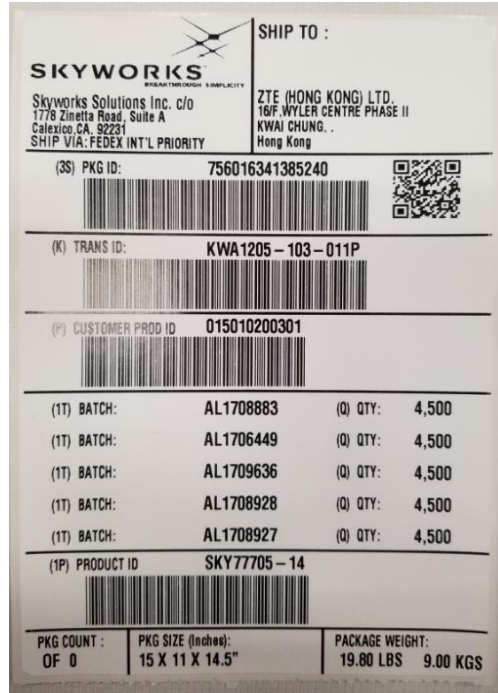 SKYWORKS
BREAKTHROUGH SIMPLICITY
Skyworks Solutions Inc. c/o
1778 Zinetta Road, Suite A
Calexico,CA. 92231
SHIP VIA: FEDEX INT'L PRIORITY
SHIP TO :
ZTE (HONG KONG) LTD.
16/F,WYLER CENTRE PHASE II
KWAI CHUNG, .
Hong Kong
(3S) PKG ID: 756016341385240
(K) TRANS ID: KWA1205-103-011P
(P) CUSTOMER PROD ID 015010200301
(1T) BATCH: AL1708883 (Q) QTY: 4,500
(1T) BATCH: AL1706449 (Q) QTY: 4,500
(1T) BATCH: AL1709636 (Q) QTY: 4,500
(1T) BATCH: AL1708928 (Q) QTY: 4,500
(1T) BATCH: AL1708927 (Q) QTY: 4,500
(1P) PRODUCT ID SKY77705-14
PKG COUNT :
OF 0
PKG SIZE (Inches):
15 X 11 X 14.5"
PACKAGE WEIGHT:
19.80 LBS 9.00 KGS